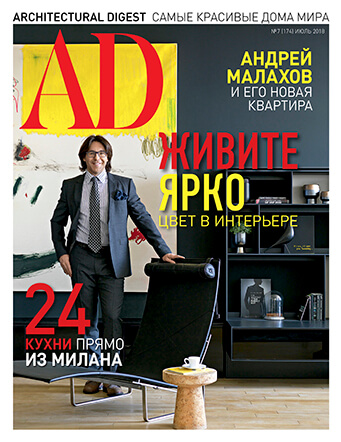 ARCHITECTURAL DIGEST САМЫЕ КРАСИВЫЕ ДОМА МИРА
№7 (174) ИЮЛЬ 2018
AD
АНДРЕЙ
МАЛАХОВ
И ЕГО НОВАЯ
КВАРТИРА
ЖИВИТЕ
ЯРКО
ЦВЕТ В ИНТЕРЬЕРЕ
24
КУХНИ ПРЯМО
ИЗ МИЛАНА